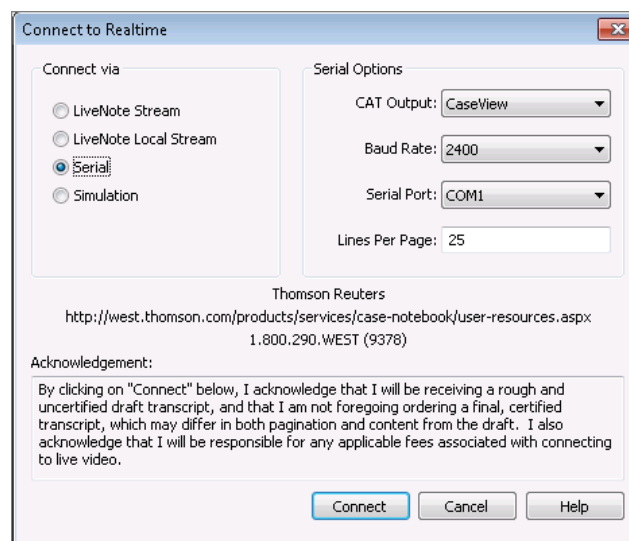 Connect to Realtime
Connect via
LiveNote Stream
LiveNote Local Stream
Serial
Simulation
Serial Options
CAT Output: CaseView
Baud Rate: 2400
Serial Port: COM1
Lines Per Page: 25
Thomson Reuters
http://west.thomson.com/products/services/case-notebook/user-resources.aspx
1.800.290.WEST (9378)
Acknowledgement:
By clicking on "Connect" below, I acknowledge that I will be receiving a rough and
uncertified draft transcript, and that I am not foregoing ordering a final, certified
transcript, which may differ in both pagination and content from the draft. I also
acknowledge that I will be responsible for any applicable fees associated with connecting
to live video.
Connect Cancel Help